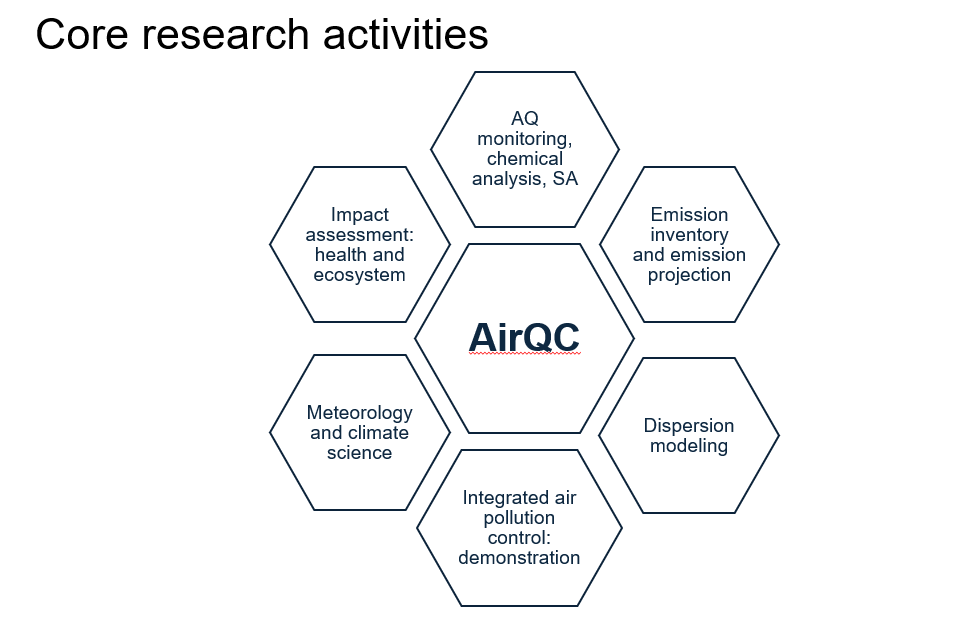 Core research activities
AQ
monitoring,
chemical
analysis, SA
Impact
assessment:
health and
ecosystem
Emission
inventory
and emission
projection
AirQC
Meteorology
and climate
science
Dispersion
modeling
Integrated air
pollution
control:
demonstration